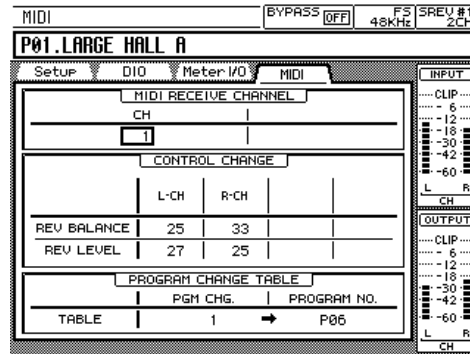 MIDI
BYPASS OFF
FS 48KHz
SREV#1 2CH
P01.LARGE HALL A
Setup DIO Meter I/O MIDI
MIDI RECEIVE CHANNEL
CH
1
CONTROL CHANGE
L-CH R-CH
REV BALANCE 25 33
REV LEVEL 27 25
PROGRAM CHANGE TABLE
PGM CHG. PROGRAM NO.
TABLE 1 ➡ P06
INPUT
CLIP
- 6
-12
-18
-30
-42
-60
L R
CH
OUTPUT
CLIP
- 6
-12
-18
-30
-42
-60
L R
CH